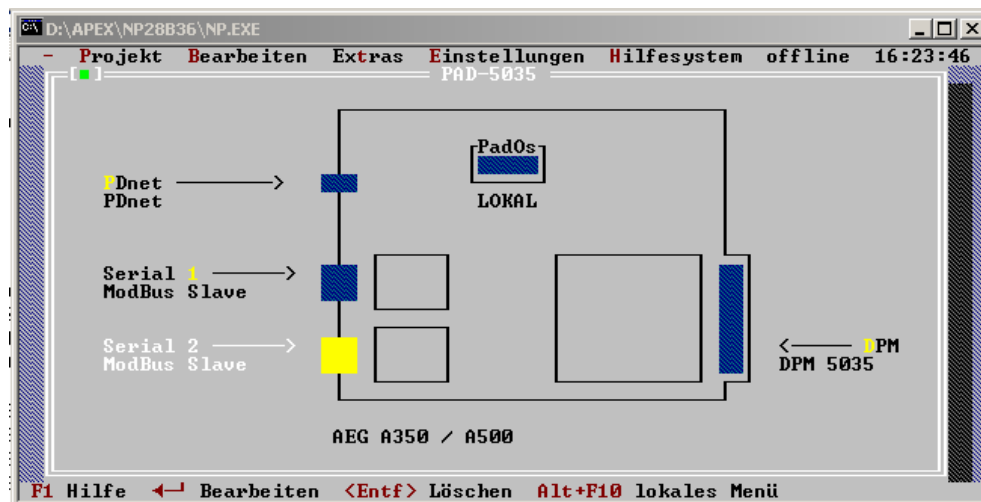 D:\APEX\NP28B36\NP.EXE
- Projekt Bearbeiten Extras Einstellungen Hilfesystem offline 16:23:46
PAD-5035
PadOs
PDnet
PDnet
LOKAL
Serial 1
ModBus Slave
Serial 2
ModBus Slave
DPM
DPM 5035
AEG A350 / A500
F1 Hilfe Bearbeiten <Entf> Löschen Alt+F10 lokales Menü